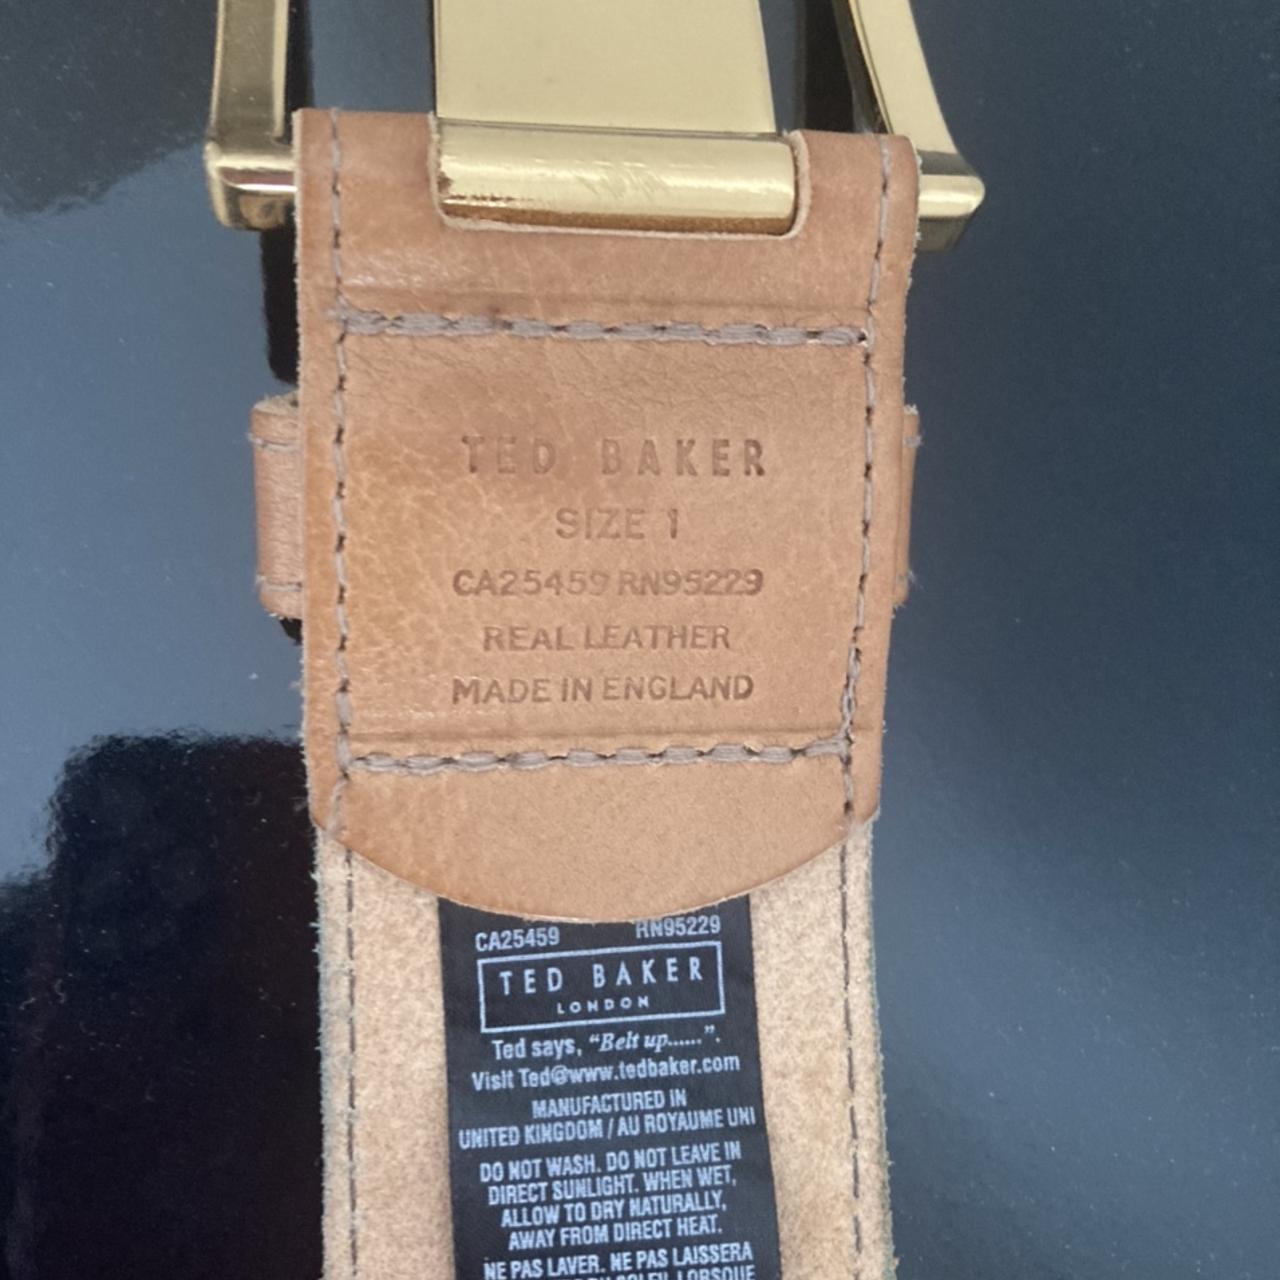 TED BAKER
SIZE 1
CA25459 RN95229
REAL LEATHER
MADE IN ENGLAND
CA25459 RN95229
TED BAKER
LONDON
Ted says, “Belt up......”.
Visit Ted@www.tedbaker.com
MANUFACTURED IN
UNITED KINGDOM / AU ROYAUME UNI
DO NOT WASH. DO NOT LEAVE IN
DIRECT SUNLIGHT. WHEN WET,
ALLOW TO DRY NATURALLY,
AWAY FROM DIRECT HEAT.
NE PAS LAVER. NE PAS LAISSERA
SOLEIL LORSQUE